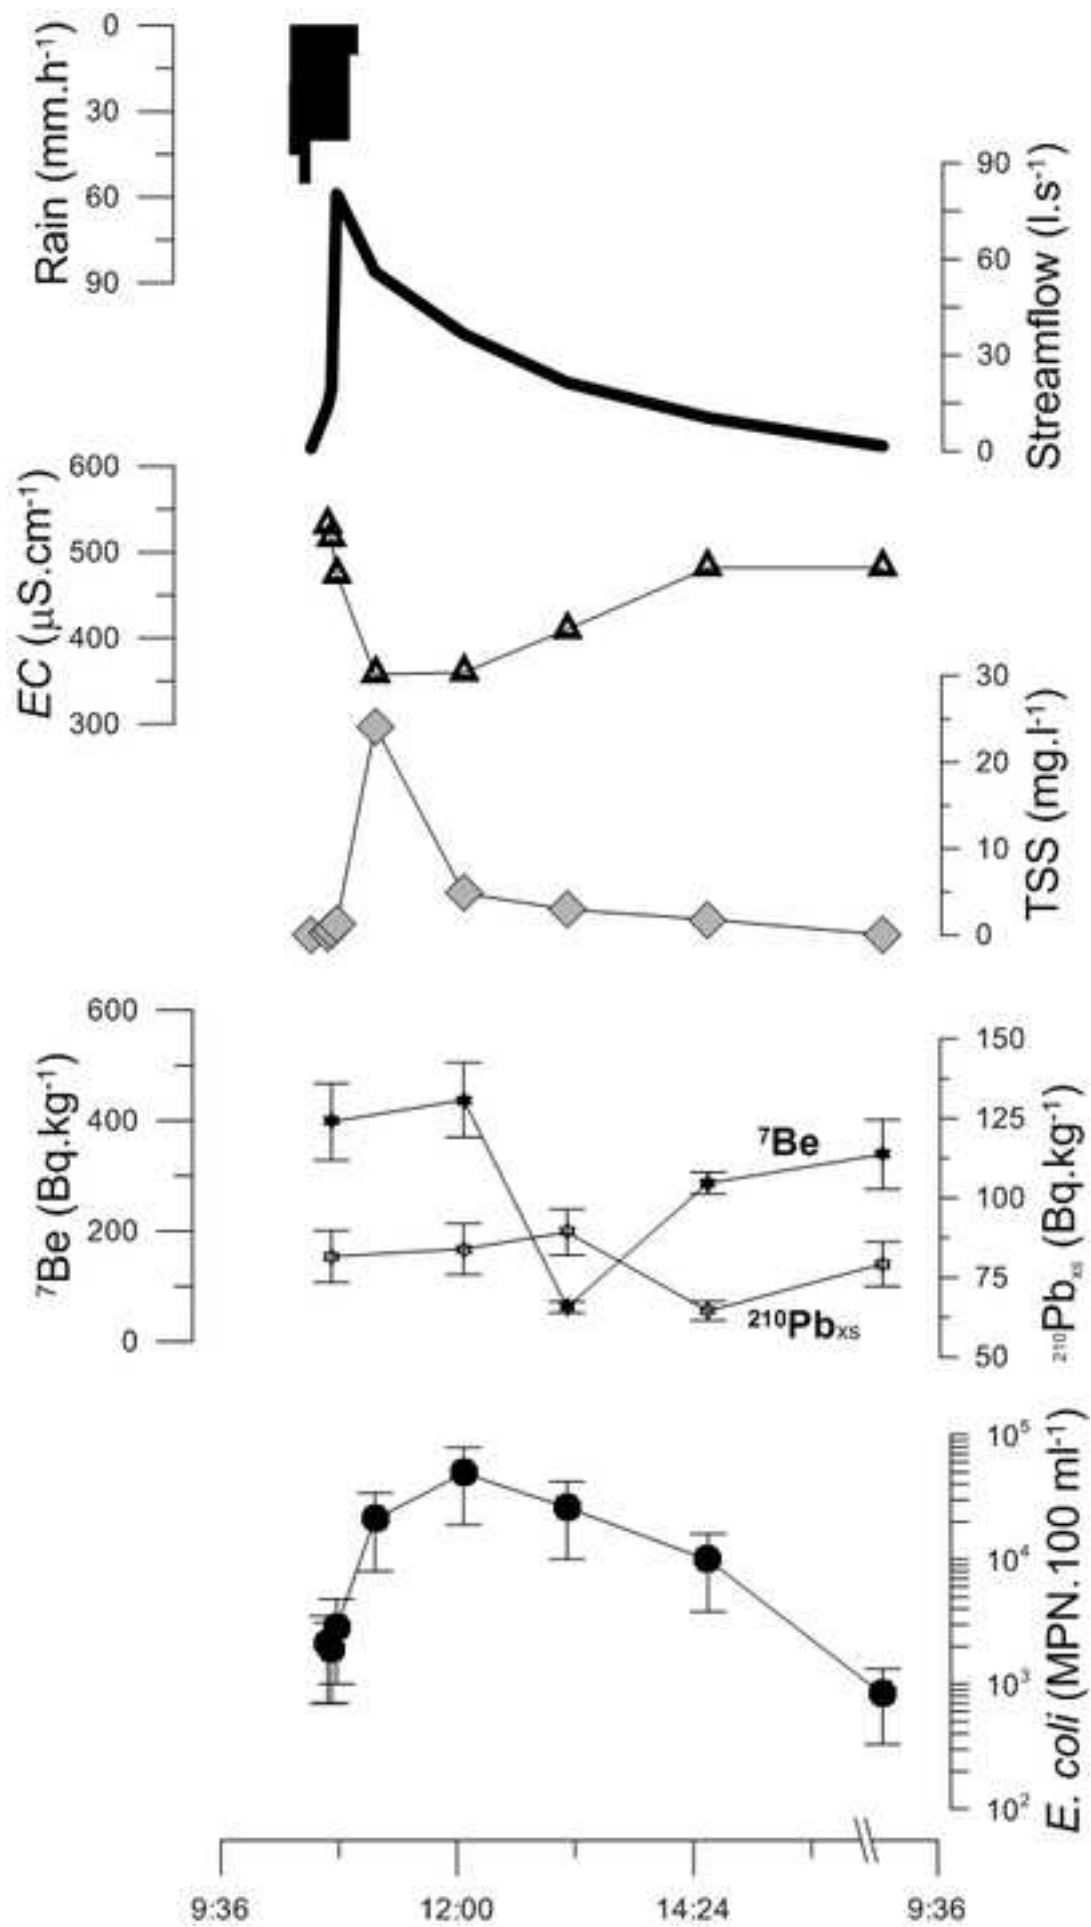 0
30
60
90
Rain (mm.h⁻¹)
90
60
30
0
Streamflow (l.s⁻¹)
600
500
400
300
EC (μS.cm⁻¹)
30
20
10
0
TSS (mg.l⁻¹)
600
400
200
0
⁷Be (Bq.kg⁻¹)
150
125
100
75
50
²¹⁰Pbxs (Bq.kg⁻¹)
⁷Be
²¹⁰Pbxs
10⁵
10⁴
10³
10²
E. coli (MPN.100 ml⁻¹)
9:36 12:00 14:24 9:36